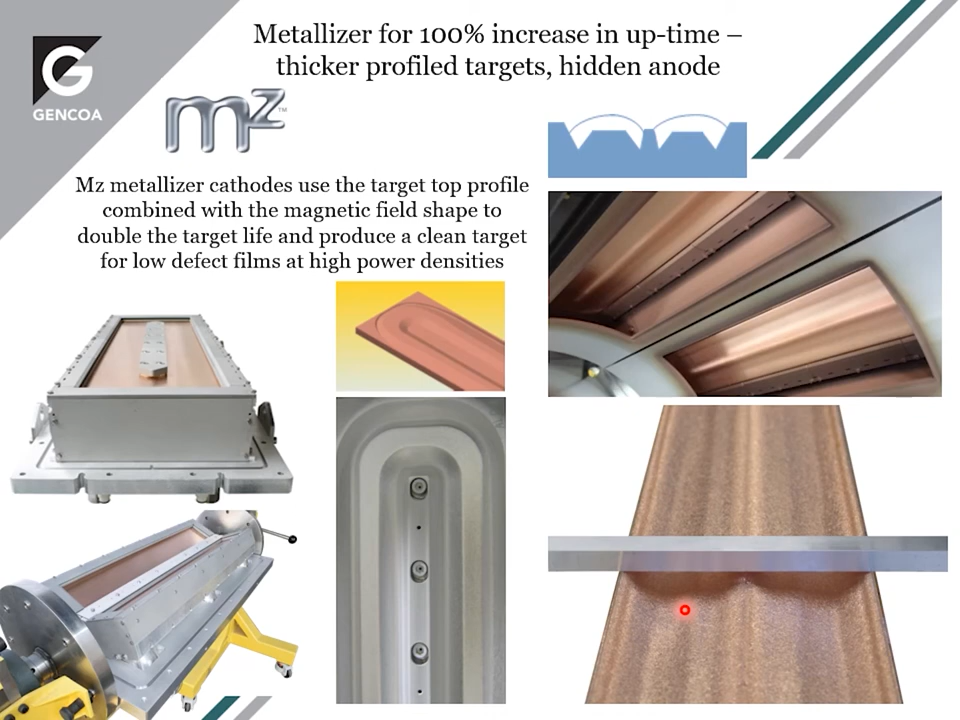 Metallizer for 100% increase in up-time –
thicker profiled targets, hidden anode
GENCOA
mz™
Mz metallizer cathodes use the target top profile
combined with the magnetic field shape to
double the target life and produce a clean target
for low defect films at high power densities